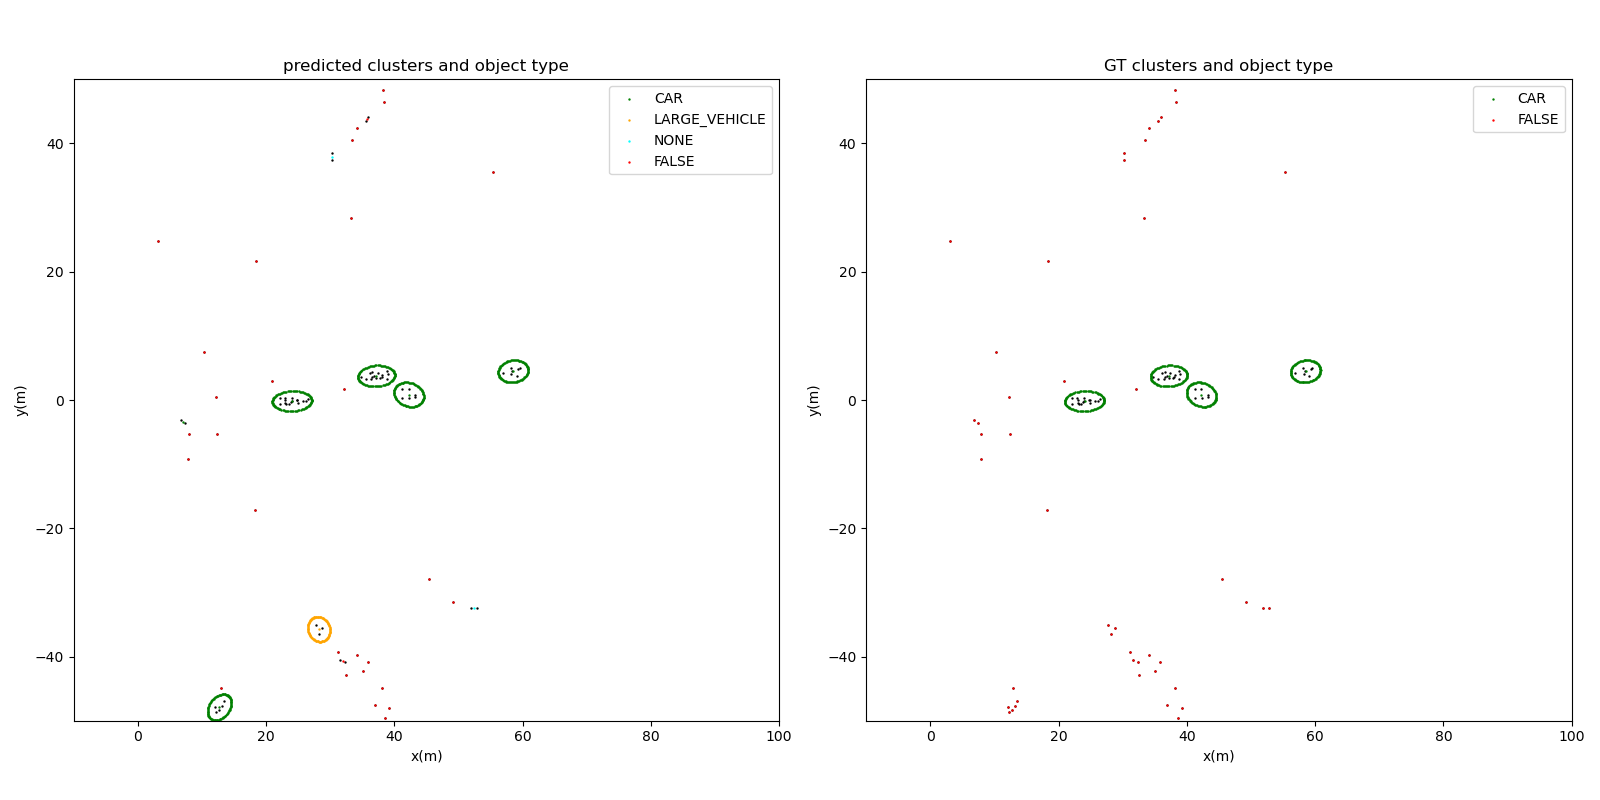 predicted clusters and object type
CAR
LARGE_VEHICLE
NONE
FALSE
40
20
0
−20
−40
y(m)
0
20
40
60
80
100
x(m)
GT clusters and object type
CAR
FALSE
40
20
0
−20
−40
y(m)
0
20
40
60
80
100
x(m)